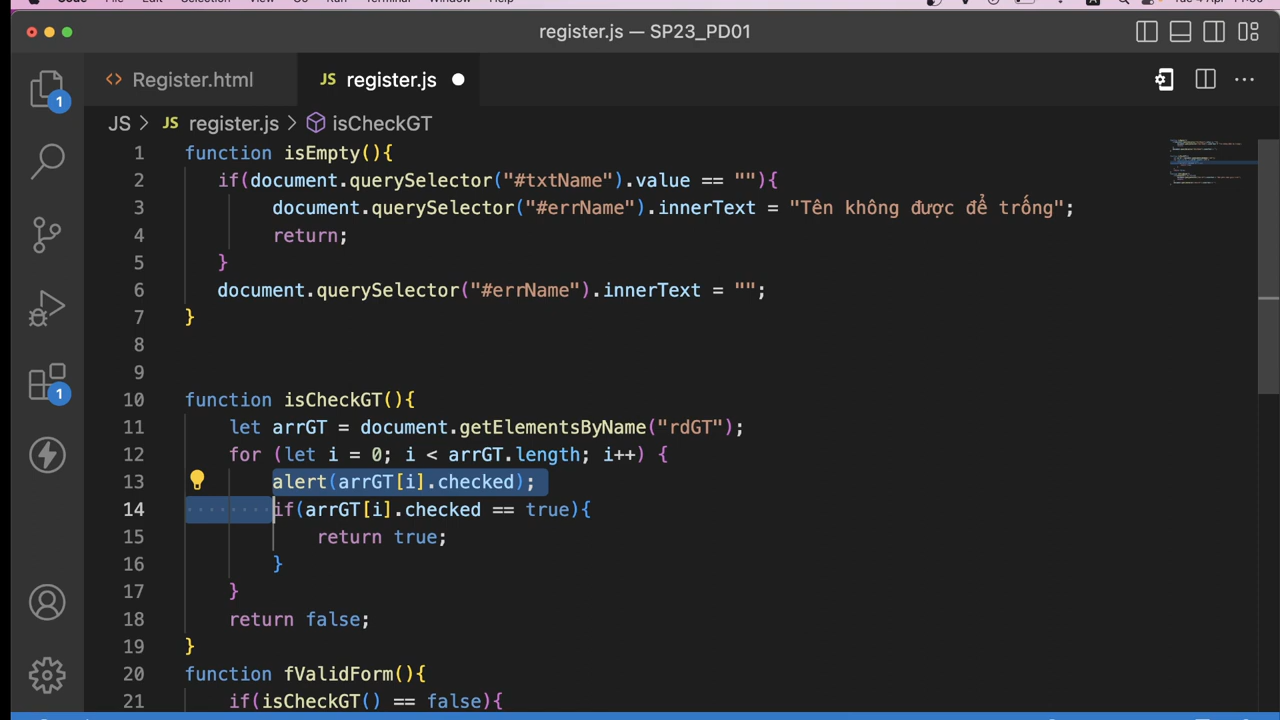 register.js — SP23_PD01
Register.html
JS register.js
JS JS register.js isCheckGT
1 function isEmpty(){
2 if(document.querySelector("#txtName").value == ""){
3 document.querySelector("#errName").innerText = "Tên không được để trống";
4 return;
5 }
6 document.querySelector("#errName").innerText = "";
7 }
8
9
10 function isCheckGT(){
11 let arrGT = document.getElementsByName("rdGT");
12 for (let i = 0; i < arrGT.length; i++) {
13 alert(arrGT[i].checked);
14 if(arrGT[i].checked == true){
15 return true;
16 }
17 }
18 return false;
19 }
20 function fValidForm(){
21 if(isCheckGT() == false){
1
1